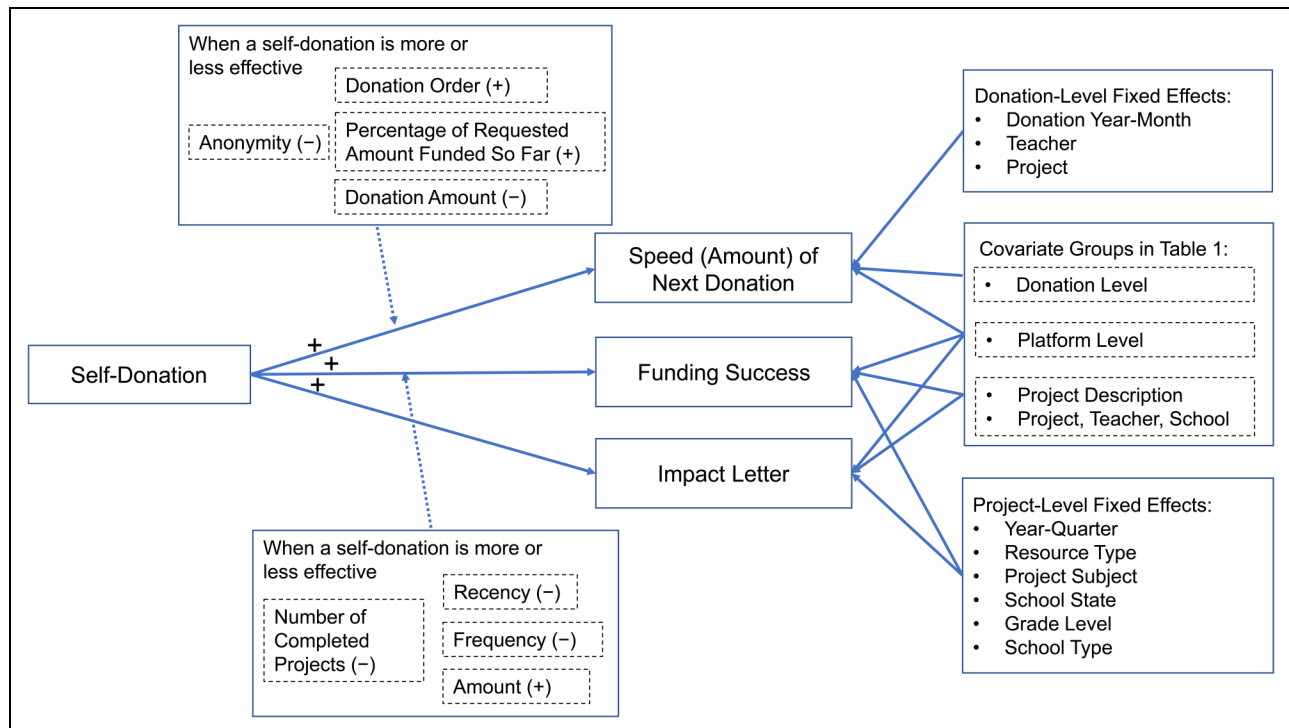 When a self-donation is more or
less effective
Donation Order (+)
Anonymity (−)
Percentage of Requested
Amount Funded So Far (+)
Donation Amount (−)
Self-Donation
+
+
+
Speed (Amount) of
Next Donation
Funding Success
Impact Letter
When a self-donation is more or
less effective
Number of
Completed
Projects (−)
Recency (−)
Frequency (−)
Amount (+)
Donation-Level Fixed Effects:
• Donation Year-Month
• Teacher
• Project
Covariate Groups in Table 1:
• Donation Level
• Platform Level
• Project Description
• Project, Teacher, School
Project-Level Fixed Effects:
• Year-Quarter
• Resource Type
• Project Subject
• School State
• Grade Level
• School Type